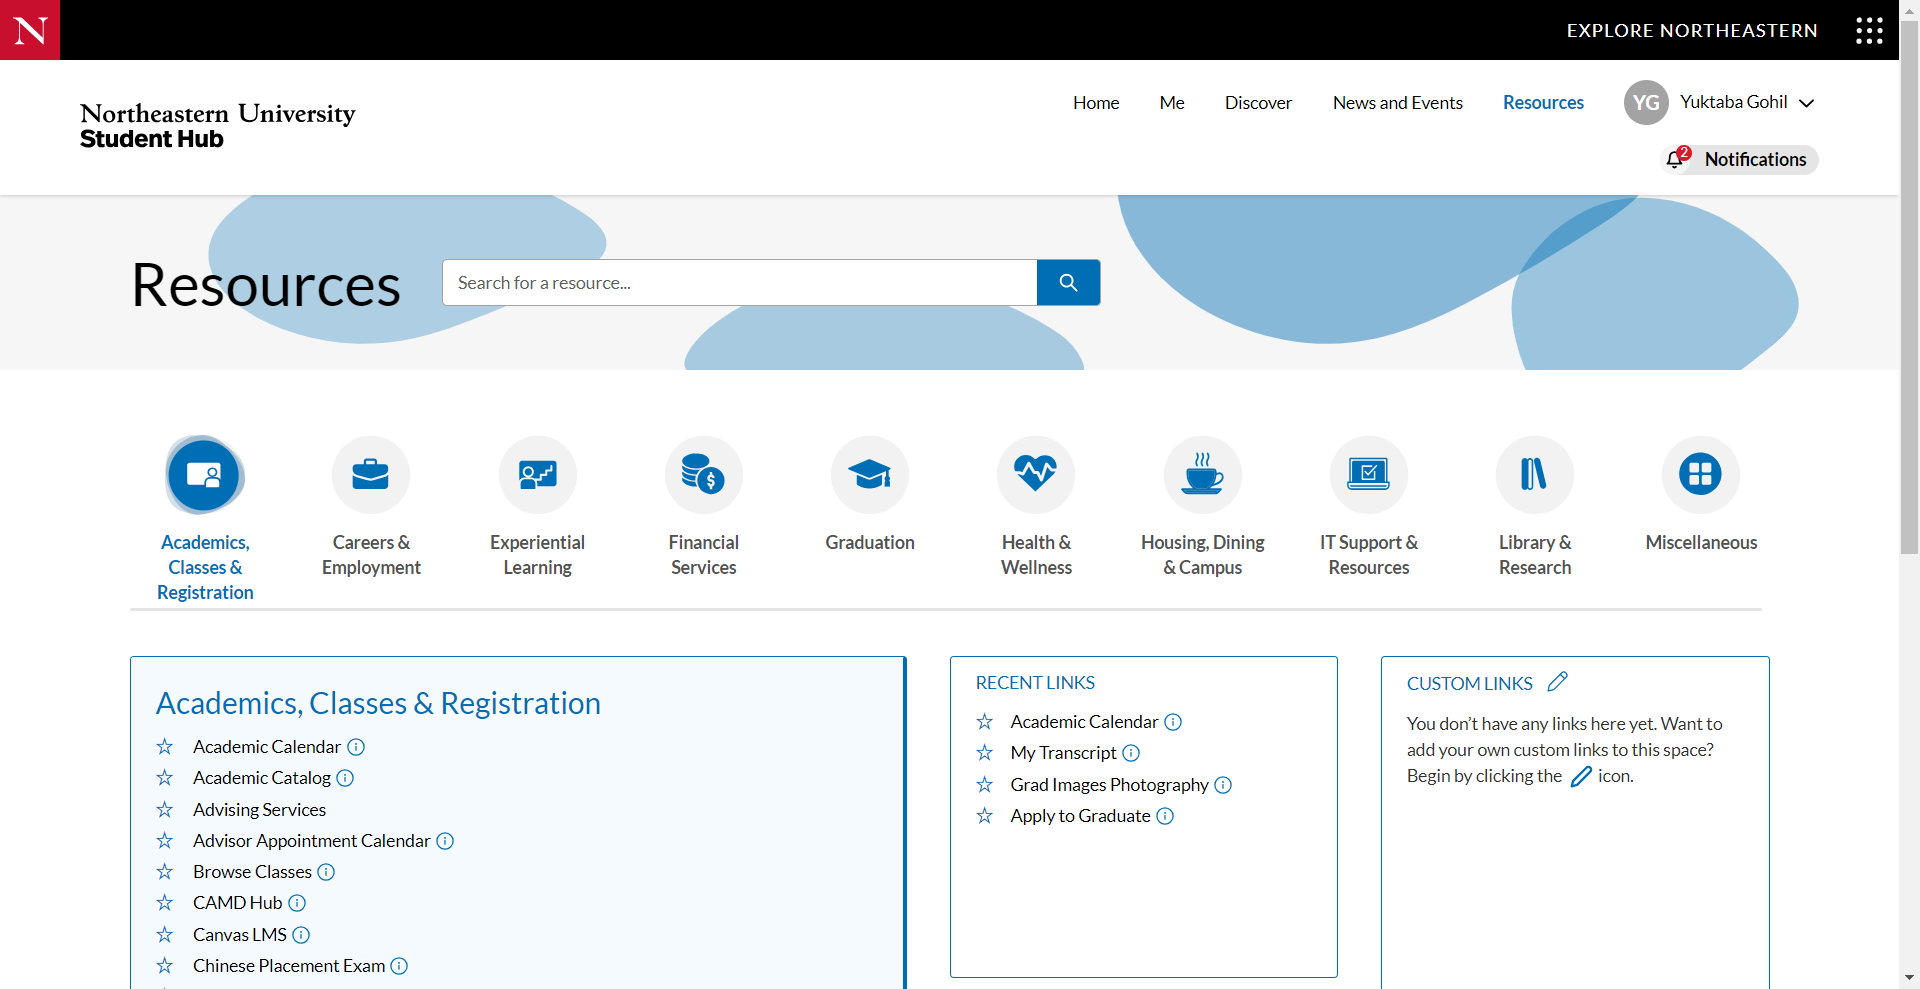 N
EXPLORE NORTHEASTERN
Northeastern University
Student Hub
Home
Me
Discover
News and Events
Resources
YG
Yuktaba Gohil
2
Notifications
Resources
Search for a resource...
Academics,
Classes &
Registration
Careers &
Employment
Experiential
Learning
Financial
Services
Graduation
Health &
Wellness
Housing, Dining
& Campus
IT Support &
Resources
Library &
Research
Miscellaneous
Academics, Classes & Registration
Academic Calendar
Academic Catalog
Advising Services
Advisor Appointment Calendar
Browse Classes
CAMD Hub
Canvas LMS
Chinese Placement Exam
RECENT LINKS
Academic Calendar
My Transcript
Grad Images Photography
Apply to Graduate
CUSTOM LINKS
You don’t have any links here yet. Want to
add your own custom links to this space?
Begin by clicking the icon.